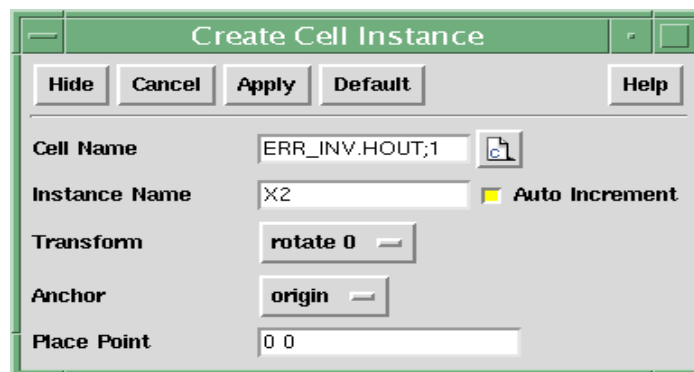 Create Cell Instance
Hide Cancel Apply Default Help
Cell Name ERR_INV.HOUT;1
Instance Name X2 Auto Increment
Transform rotate 0
Anchor origin
Place Point 0 0